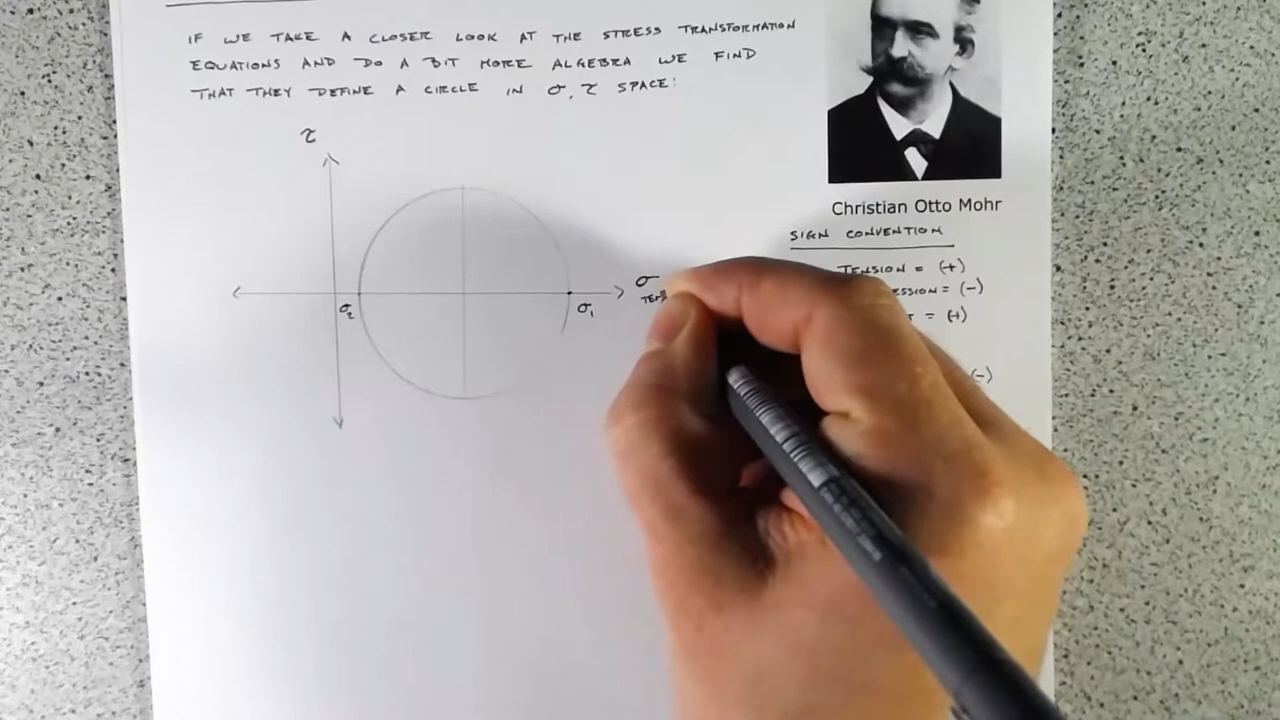 IF WE TAKE A CLOSER LOOK AT THE STRESS TRANSFORMATION
EQUATIONS AND DO A BIT MORE ALGEBRA WE FIND
THAT THEY DEFINE A CIRCLE IN σ, τ SPACE:
τ
σ
σ₂
σ₁
Christian Otto Mohr
SIGN CONVENTION
TENSION = (+)
= (-)
= (+)
(-)